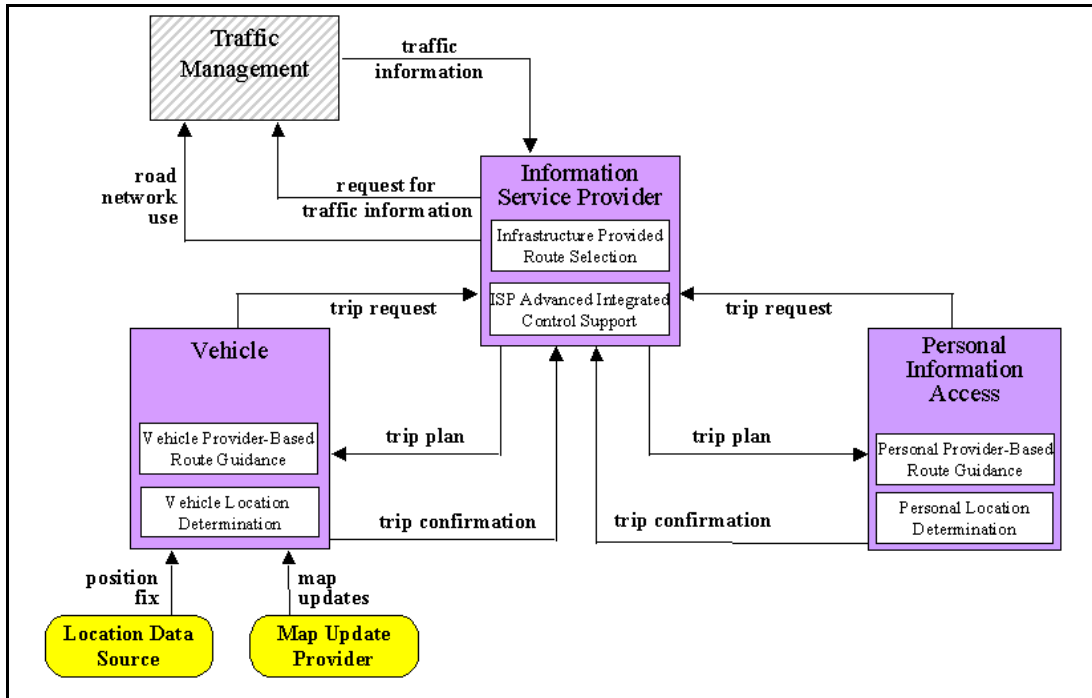 Traffic
Management
traffic
information
road
network
use
request for
traffic information
Information
Service Provider
Infrastructure Provided
Route Selection
ISP Advanced Integrated
Control Support
trip request
trip request
Vehicle
Vehicle Provider-Based
Route Guidance
Vehicle Location
Determination
trip plan
trip confirmation
trip plan
trip confirmation
Personal
Information
Access
Personal Provider-Based
Route Guidance
Personal Location
Determination
position
fix
map
updates
Location Data
Source
Map Update
Provider